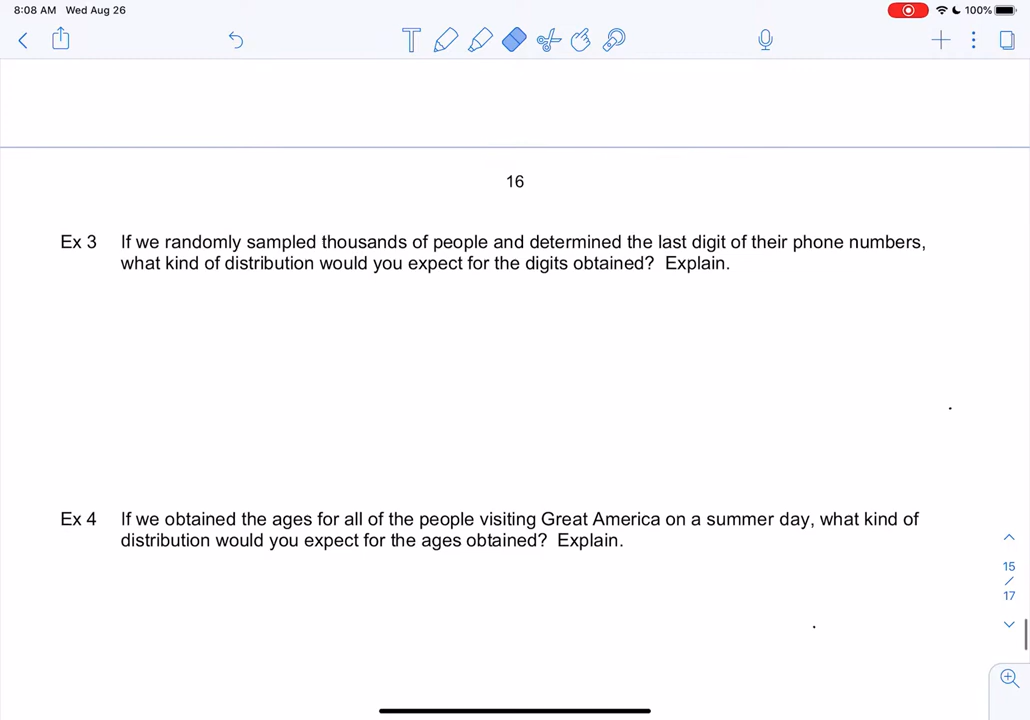 8:08 AM Wed Aug 26
100%
T
16
Ex 3 If we randomly sampled thousands of people and determined the last digit of their phone numbers,
what kind of distribution would you expect for the digits obtained? Explain.
Ex 4 If we obtained the ages for all of the people visiting Great America on a summer day, what kind of
distribution would you expect for the ages obtained? Explain.
15
/
17